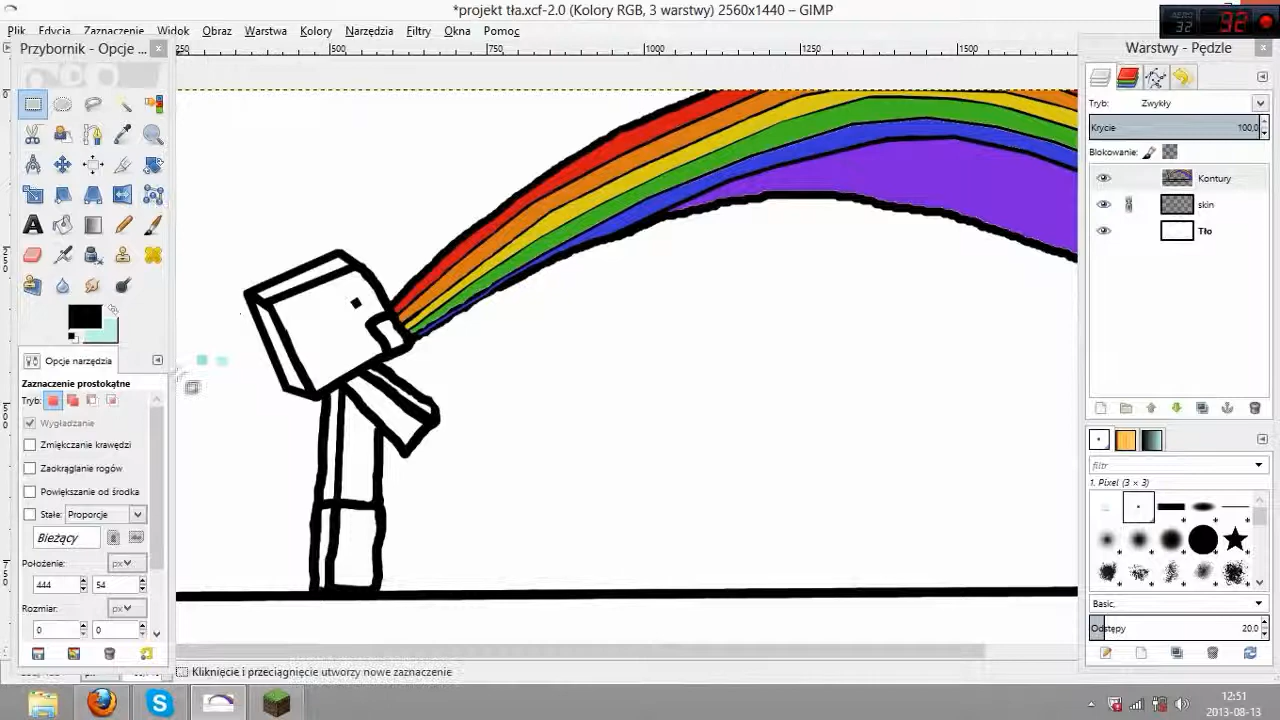 *projekt tła.xcf-2.0 (Kolory RGB, 3 warstwy) 2560x1440 – GIMP
AERO
32
32
92
Plik
Edycja
Zaznaczenie
Widok
Obraz
Warstwa
Kolory
Narzędzia
Filtry
Okna
Pomoc
Przybornik - Opcje ...
Warstwy - Pędzle
500
750
1000
1250
1500
Tryb:
Zwykły
Krycie
100,0
Blokowanie:
Kontury
skin
Tło
Opcje narzędzia
Zaznaczenie prostokątne
Tryb:
Wygładzanie
Zmiękczanie krawędzi
Zaokrąglanie rogów
Powiększanie od środka
Stałe:
Proporcje
Bieżący
Położenie:
px
444
54
Rozmiar:
px
0
0
filtr
1. Pixel (3 × 3)
Basic,
Odstępy
20.0
Kliknięcie i przeciągnięcie utworzy nowe zaznaczenie
12:51
2013-08-13